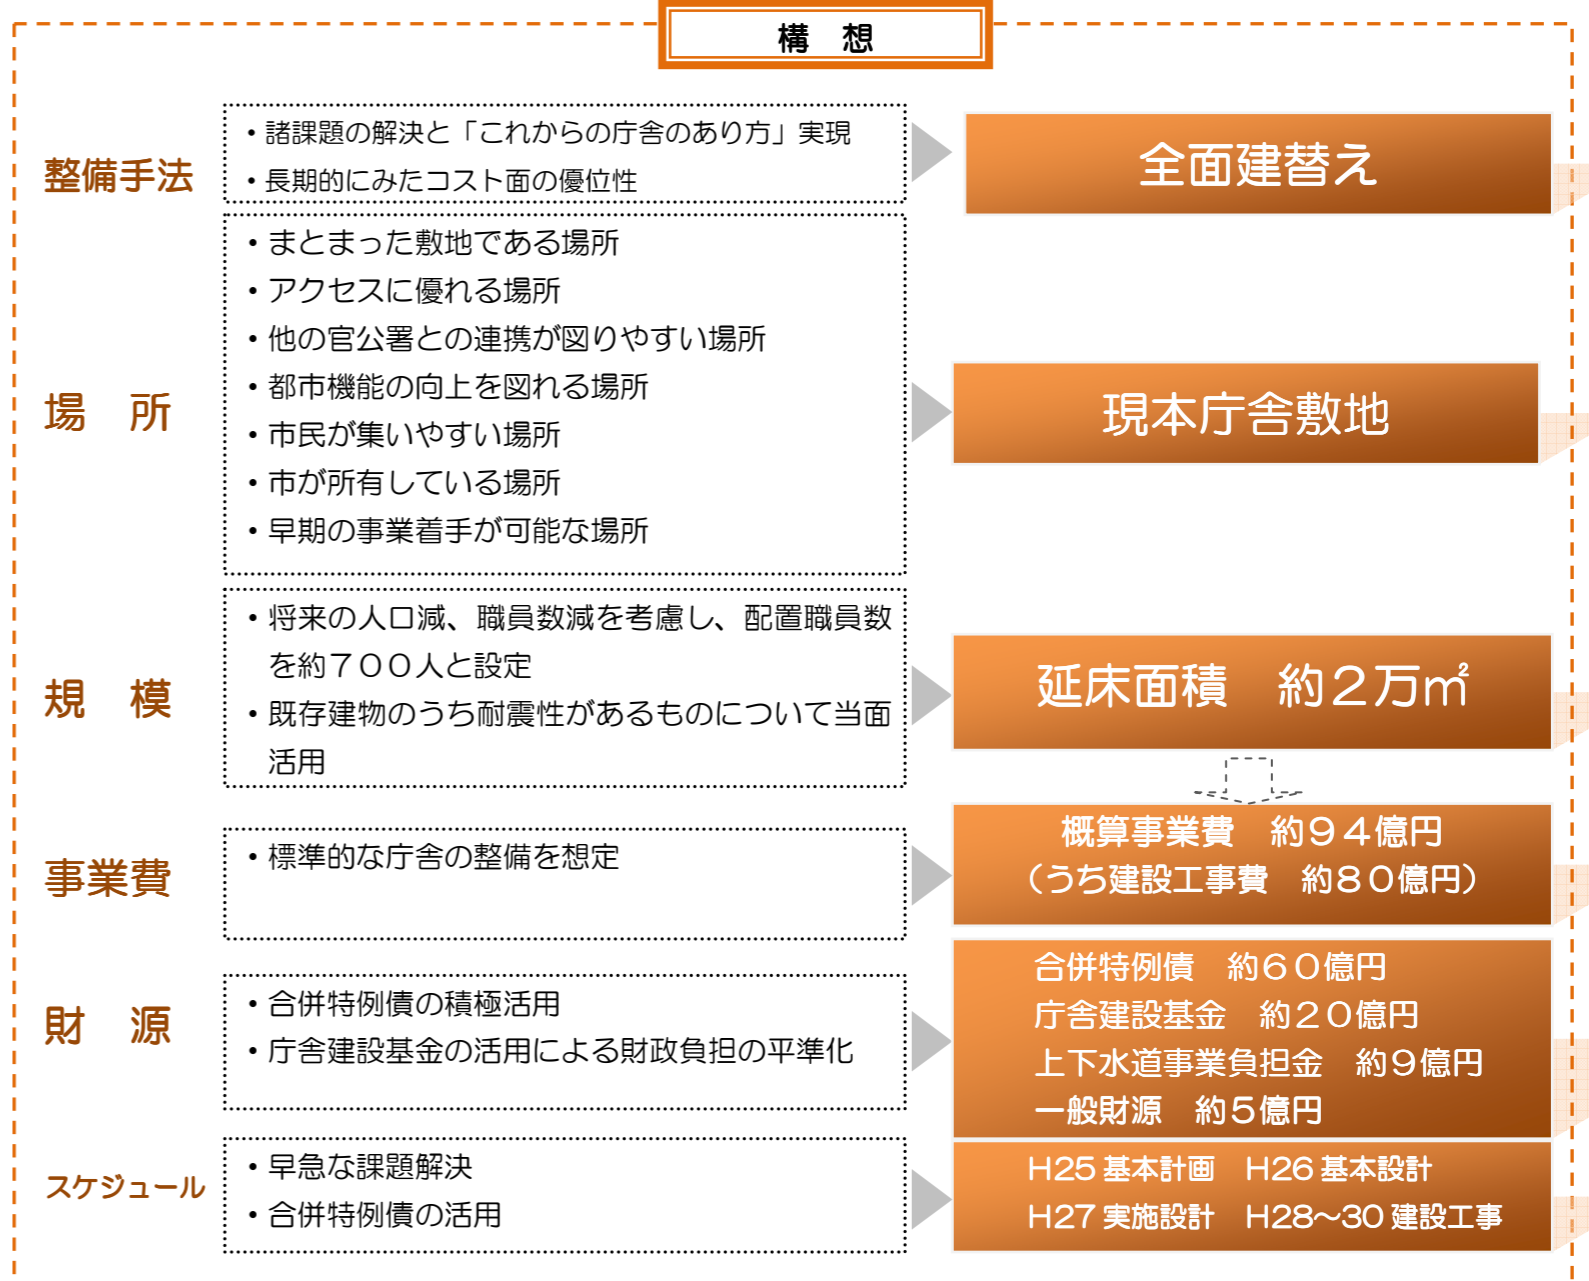 構　想
整備手法
・諸課題の解決と「これからの庁舎のあり方」実現
・長期的にみたコスト面の優位性
全面建替え
場　所
・まとまった敷地である場所
・アクセスに優れる場所
・他の官公署との連携が図りやすい場所
・都市機能の向上を図れる場所
・市民が集いやすい場所
・市が所有している場所
・早期の事業着手が可能な場所
現本庁舎敷地
規　模
・将来の人口減、職員数減を考慮し、配置職員数
を約７００人と設定
・既存建物のうち耐震性があるものについて当面
活用
延床面積　約２万㎡
事業費
・標準的な庁舎の整備を想定
概算事業費　約９４億円
（うち建設工事費　約８０億円）
財　源
・合併特例債の積極活用
・庁舎建設基金の活用による財政負担の平準化
合併特例債　約６０億円
庁舎建設基金　約２０億円
上下水道事業負担金　約９億円
一般財源　約５億円
スケジュール
・早急な課題解決
・合併特例債の活用
H25 基本計画　H26 基本設計
H27 実施設計　H28～30 建設工事